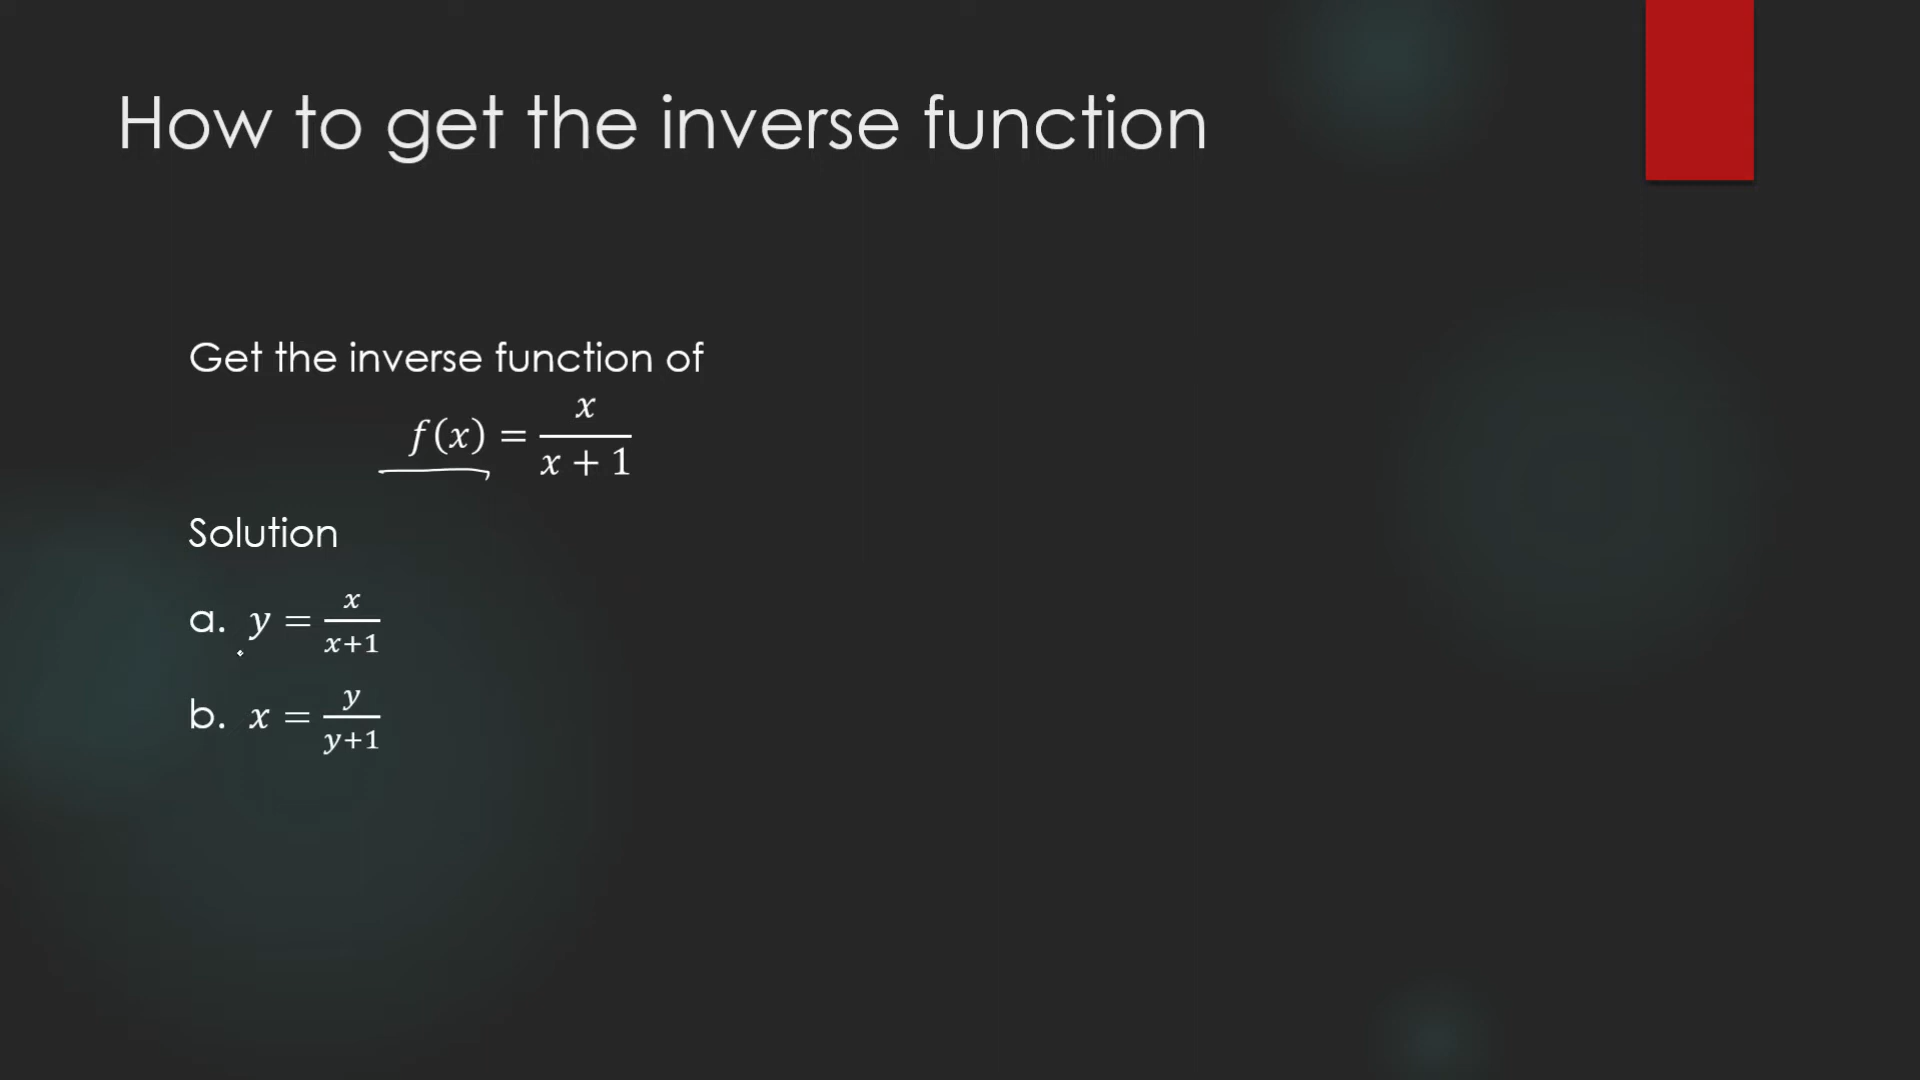 How to get the inverse function
Get the inverse function of
f(x) = x/(x + 1)
Solution
a. y = x/(x+1)
b. x = y/(y+1)